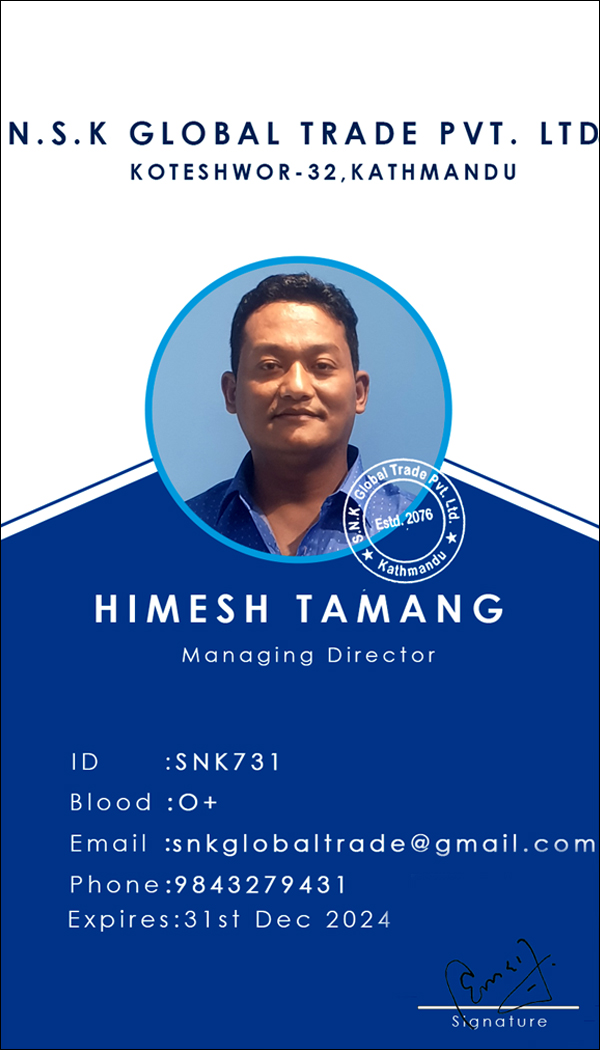 N.S.K GLOBAL TRADE PVT. LTD
KOTESHWOR-32,KATHMANDU
S.N.K Global Trade Pvt. Ltd.
Estd. 2076
★ Kathmandu ★
HIMESH TAMANG
Managing Director
ID :SNK731
Blood :O+
Email :snkglobaltrade@gmail.com
Phone:9843279431
Expires:31st Dec 2024
Signature